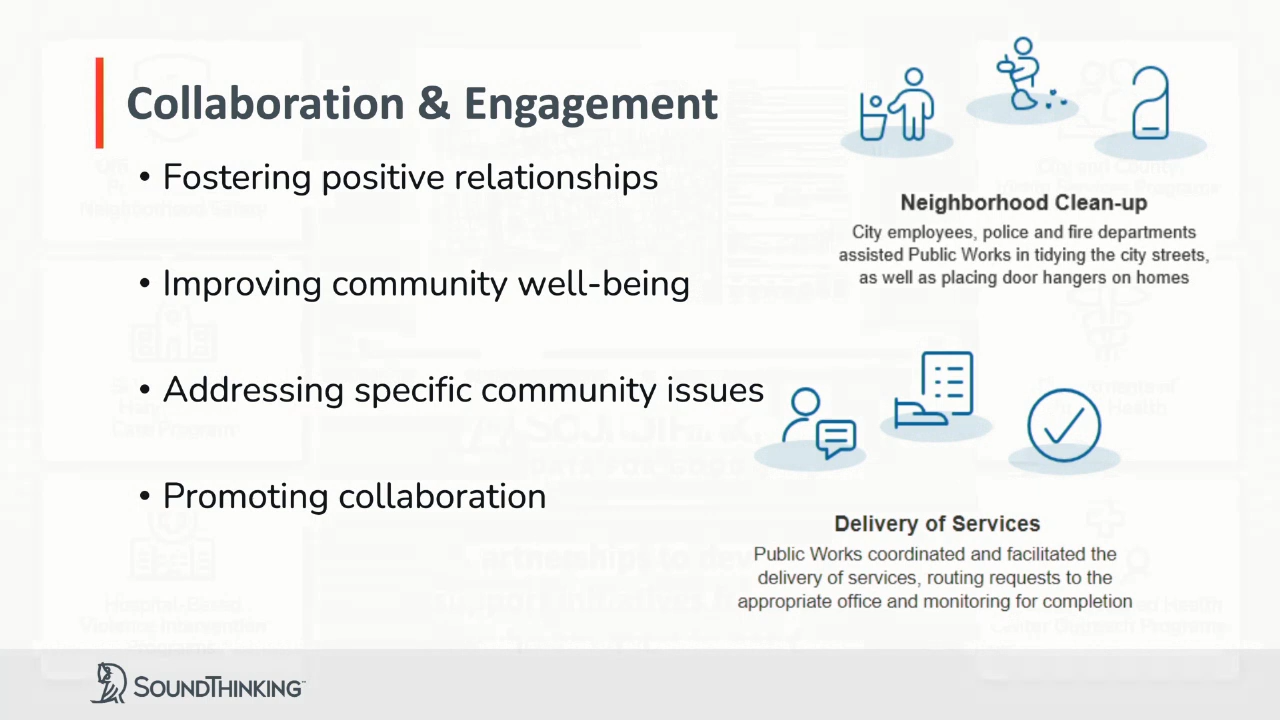 Collaboration & Engagement
• Fostering positive relationships
• Improving community well-being
• Addressing specific community issues
• Promoting collaboration
Neighborhood Clean-up
City employees, police and fire departments
assisted Public Works in tidying the city streets,
as well as placing door hangers on homes
Delivery of Services
Public Works coordinated and facilitated the
delivery of services, routing requests to the
appropriate office and monitoring for completion
SOUNDTHINKING™